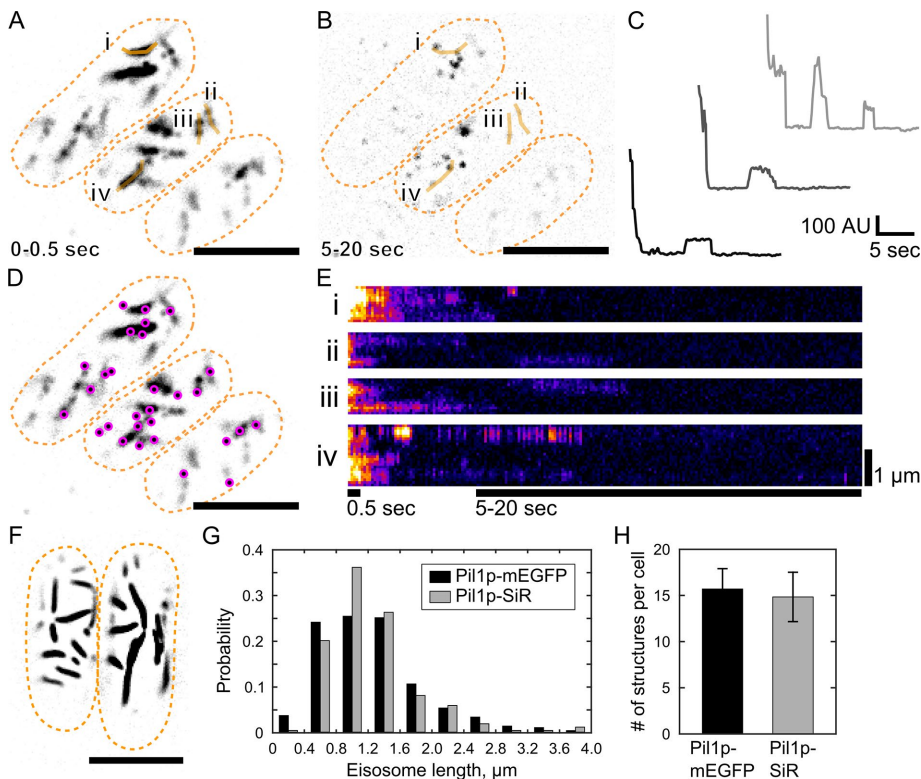 A
i
ii
iii
iv
0-0.5 sec
B
i
ii
iii
iv
5-20 sec
C
100 AU
5 sec
D
E
i
ii
iii
iv
1 μm
0.5 sec
5-20 sec
F
G
Probability
0.4
0.3
0.2
0.1
0
Pil1p-mEGFP
Pil1p-SiR
0 0.4 0.8 1.2 1.6 2.0 2.4 2.8 3.2 3.6 4.0
Eisosome length, μm
H
# of structures per cell
20
15
10
5
0
Pil1p-
mEGFP
Pil1p-
SiR